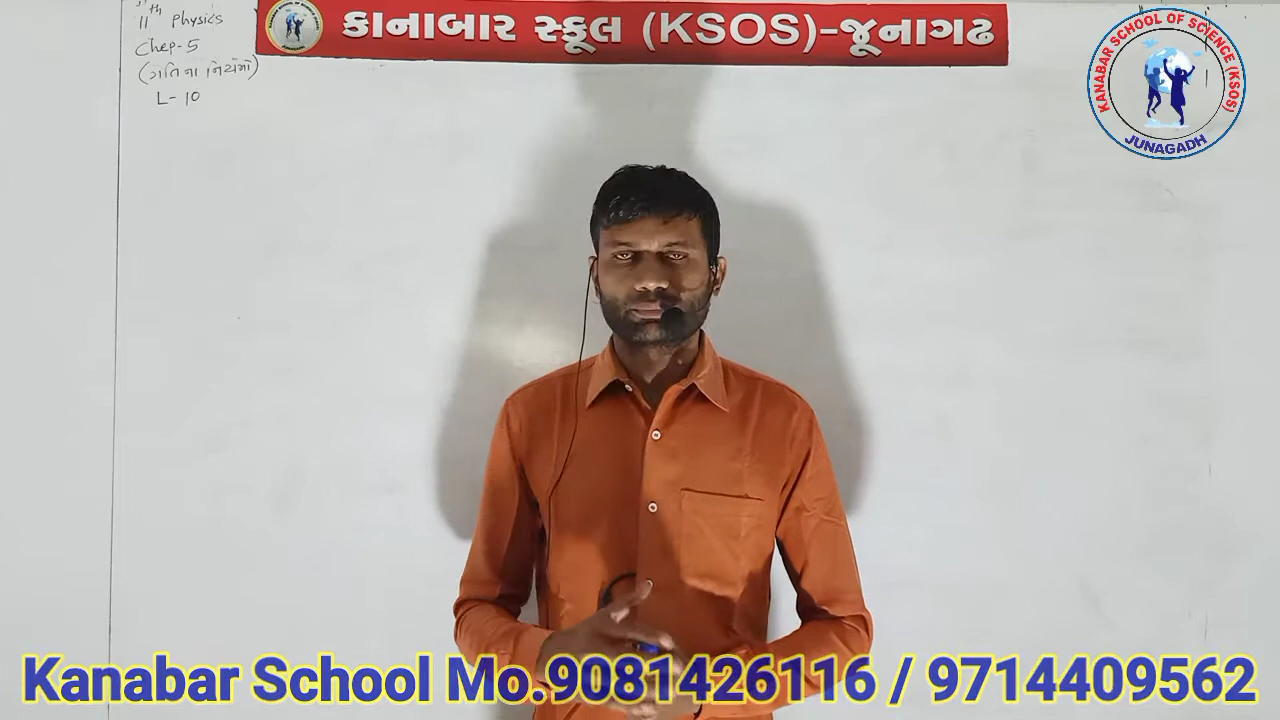 11th Physics
Chep-5
(ગતિના નિયમો)
L-10
કાનાબાર સ્કૂલ (KSOS)-જૂનાગઢ
KANABAR SCHOOL OF SCIENCE (KSOS)
JUNAGADH
Kanabar School Mo.9081426116 / 9714409562